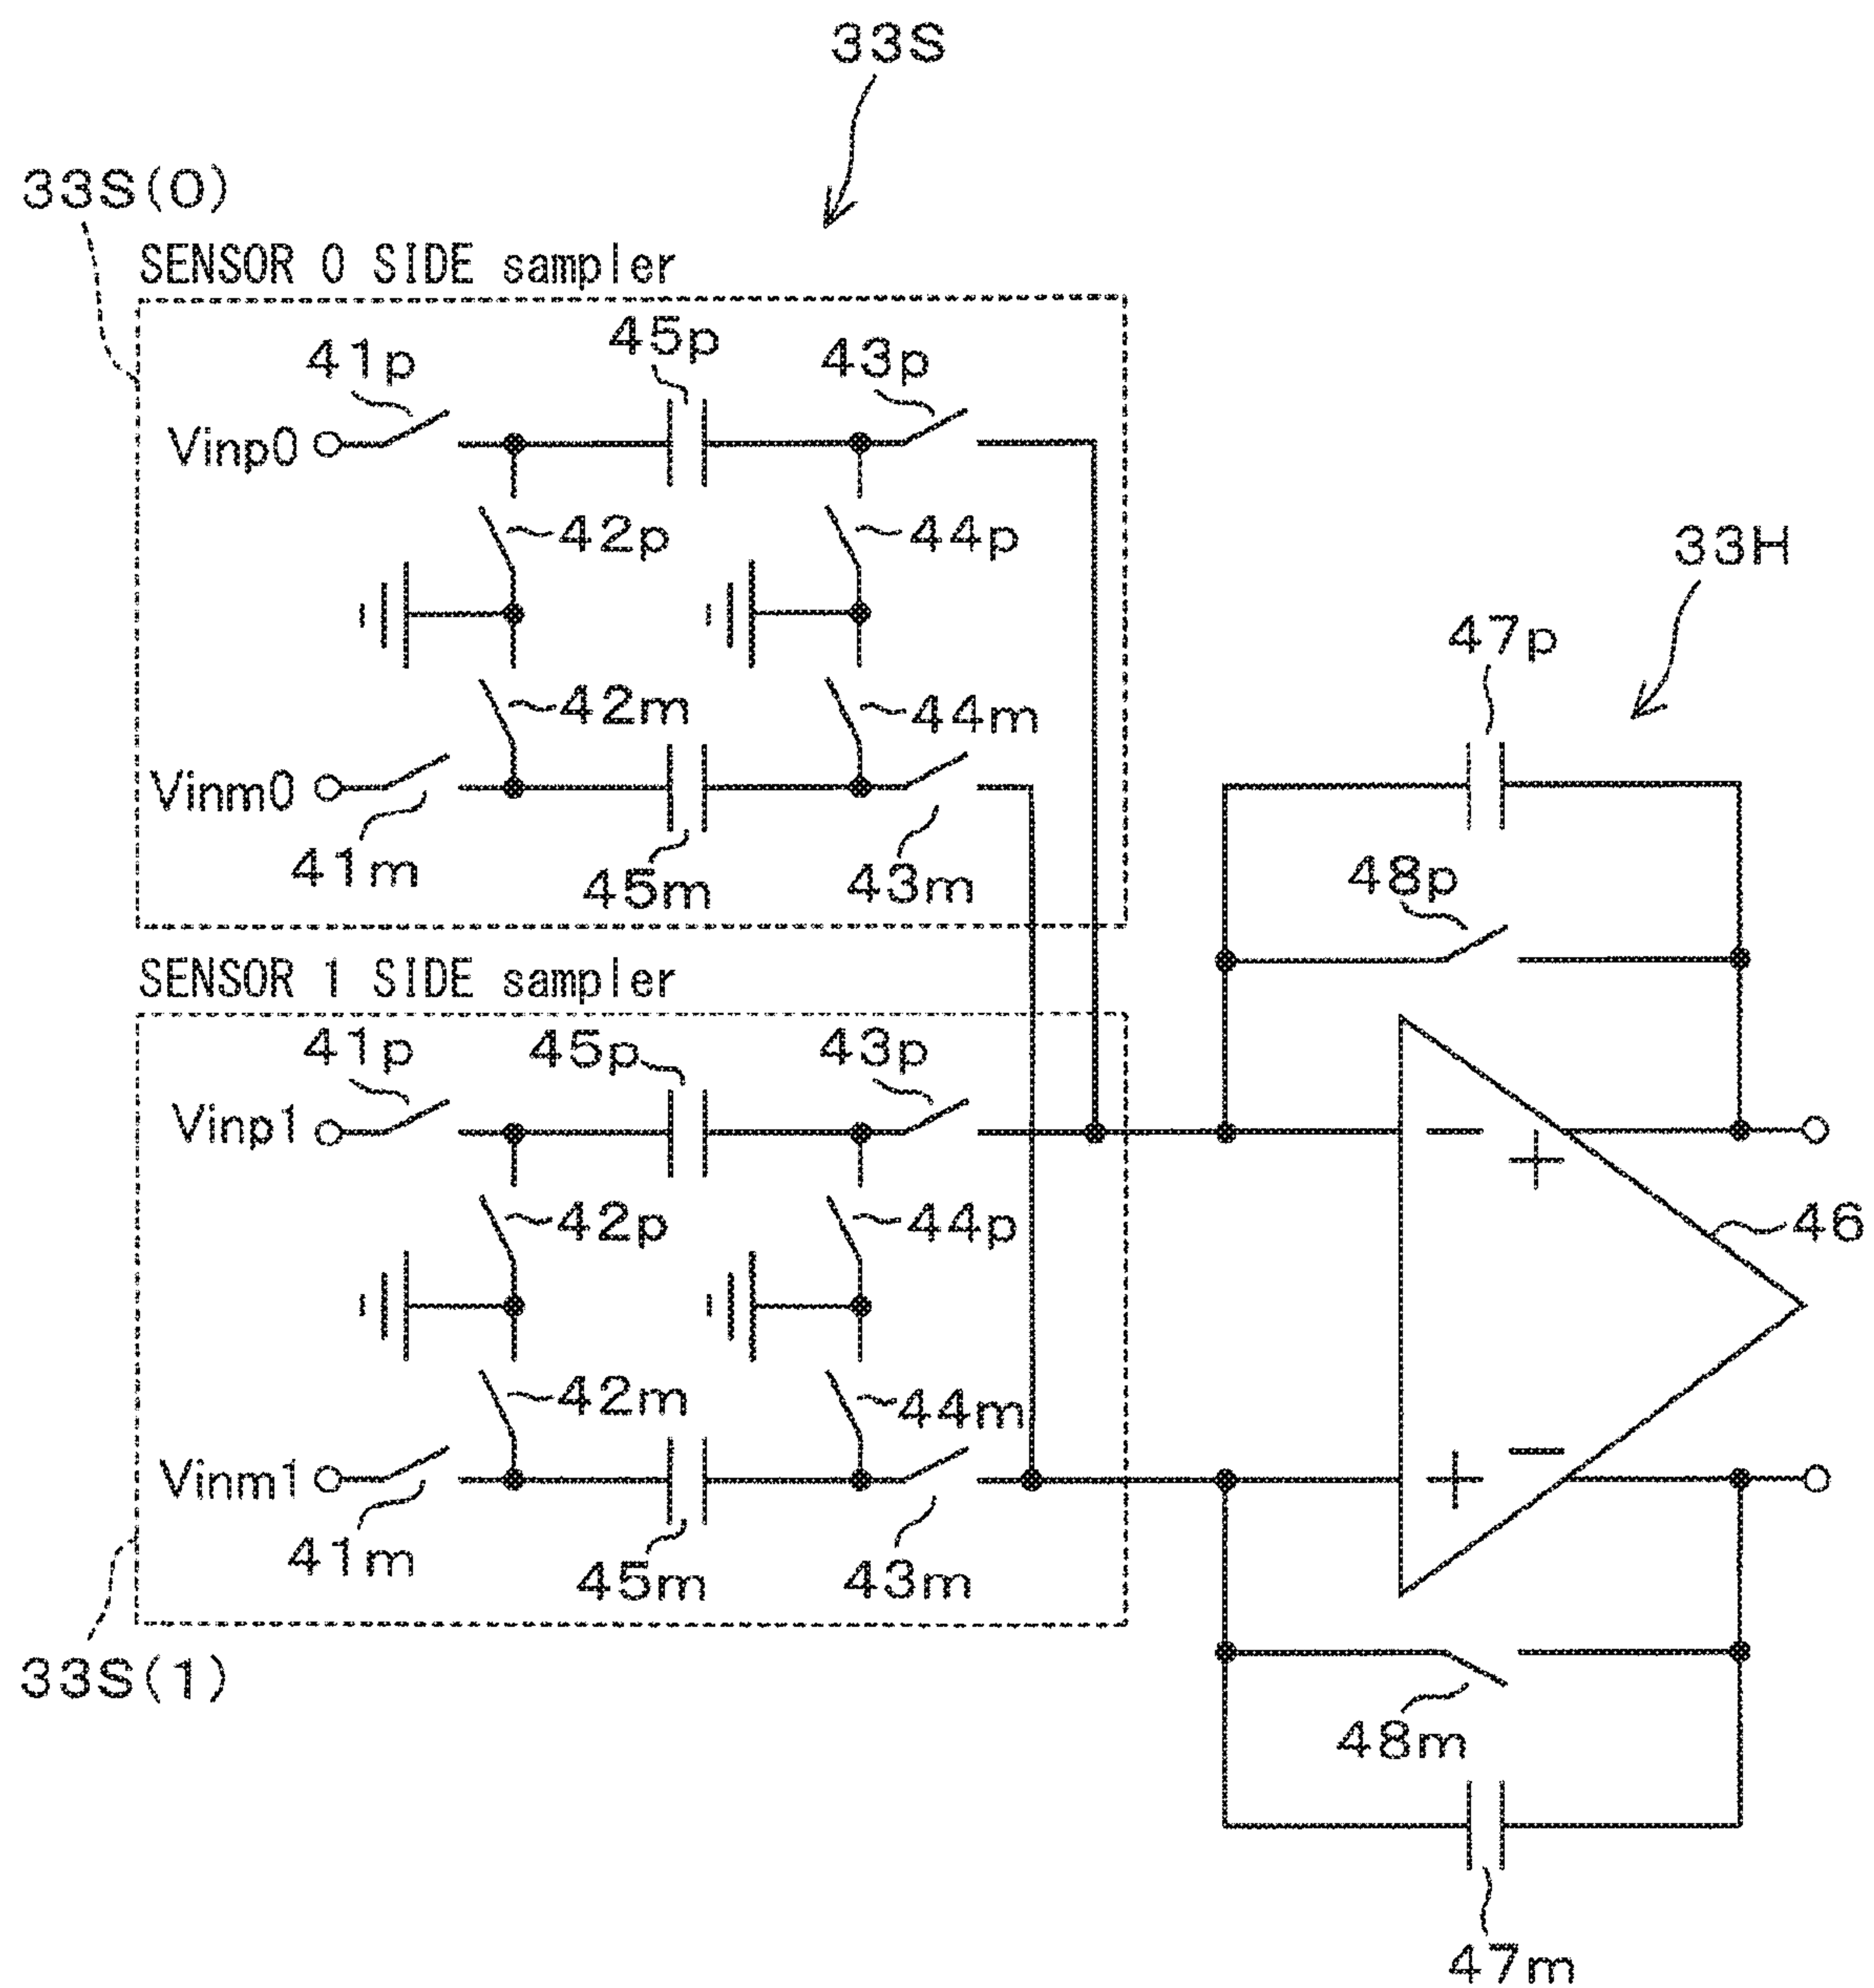 33S
33S(0)
SENSOR 0 SIDE sampler
41p
45p
43p
Vinp0
42p
44p
33H
47p
42m
44m
Vinm0
41m
45m
43m
48p
SENSOR 1 SIDE sampler
41p
45p
43p
Vinp1
− +
42p
44p
46
42m
44m
Vinm1
+ −
41m
45m
43m
33S(1)
48m
47m